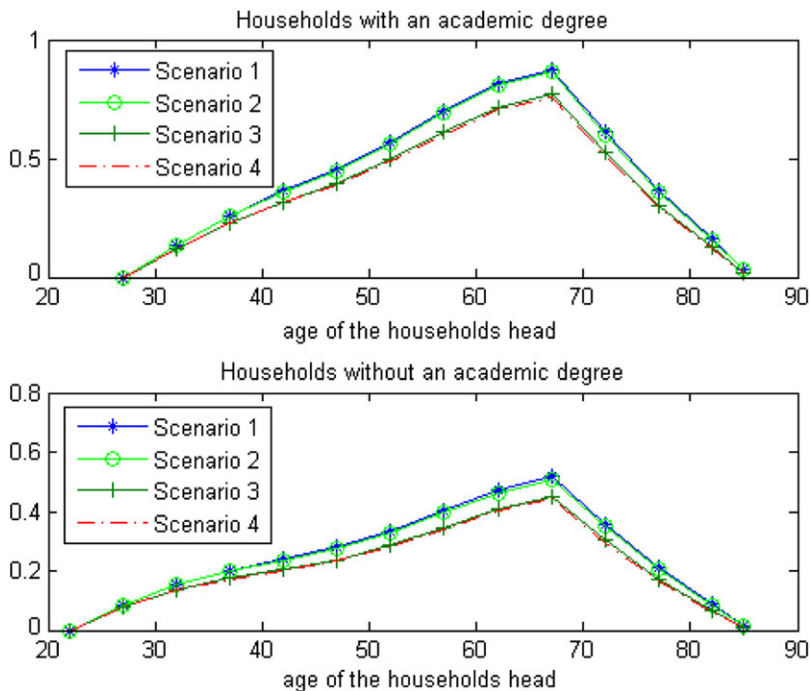 Households with an academic degree
1
0.5
0
Scenario 1
Scenario 2
Scenario 3
Scenario 4
20 30 40 50 60 70 80 90
age of the households head
Households without an academic degree
0.8
0.6
0.4
0.2
0
Scenario 1
Scenario 2
Scenario 3
Scenario 4
20 30 40 50 60 70 80 90
age of the households head